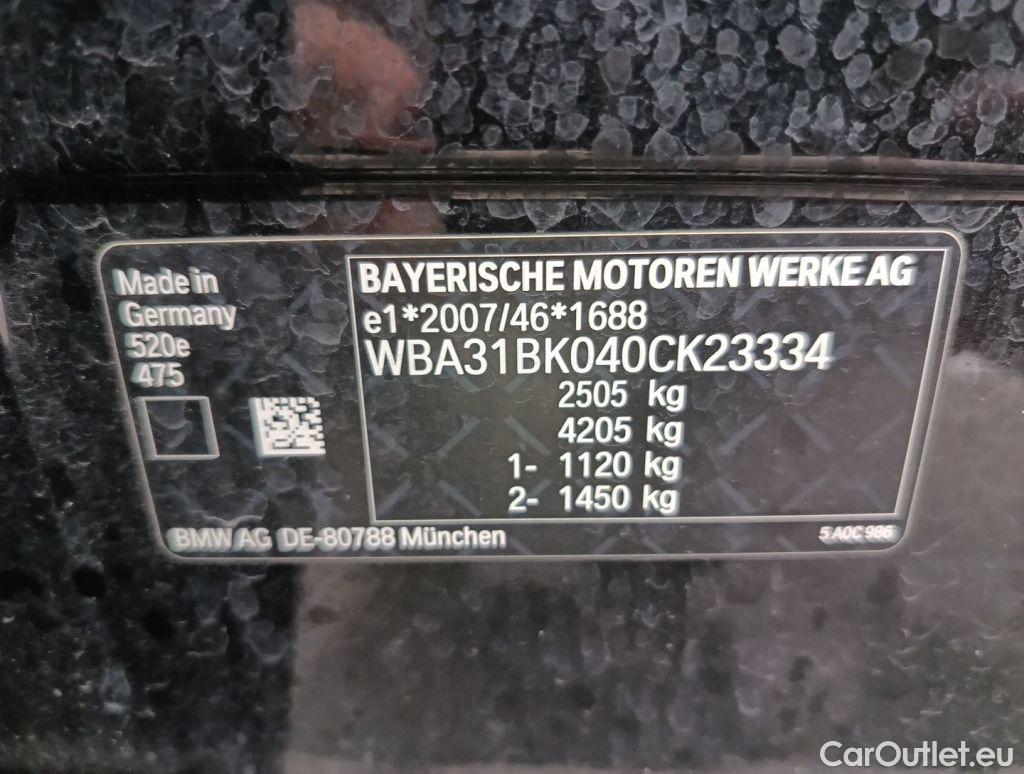 Made in
Germany
520e
475
BAYERISCHE MOTOREN WERKE AG
e1*2007/46*1688
WBA31BK040CK23334
2505 kg
4205 kg
1- 1120 kg
2- 1450 kg
BMW AG DE-80788 München
5 A0C 986
CarOutlet.eu